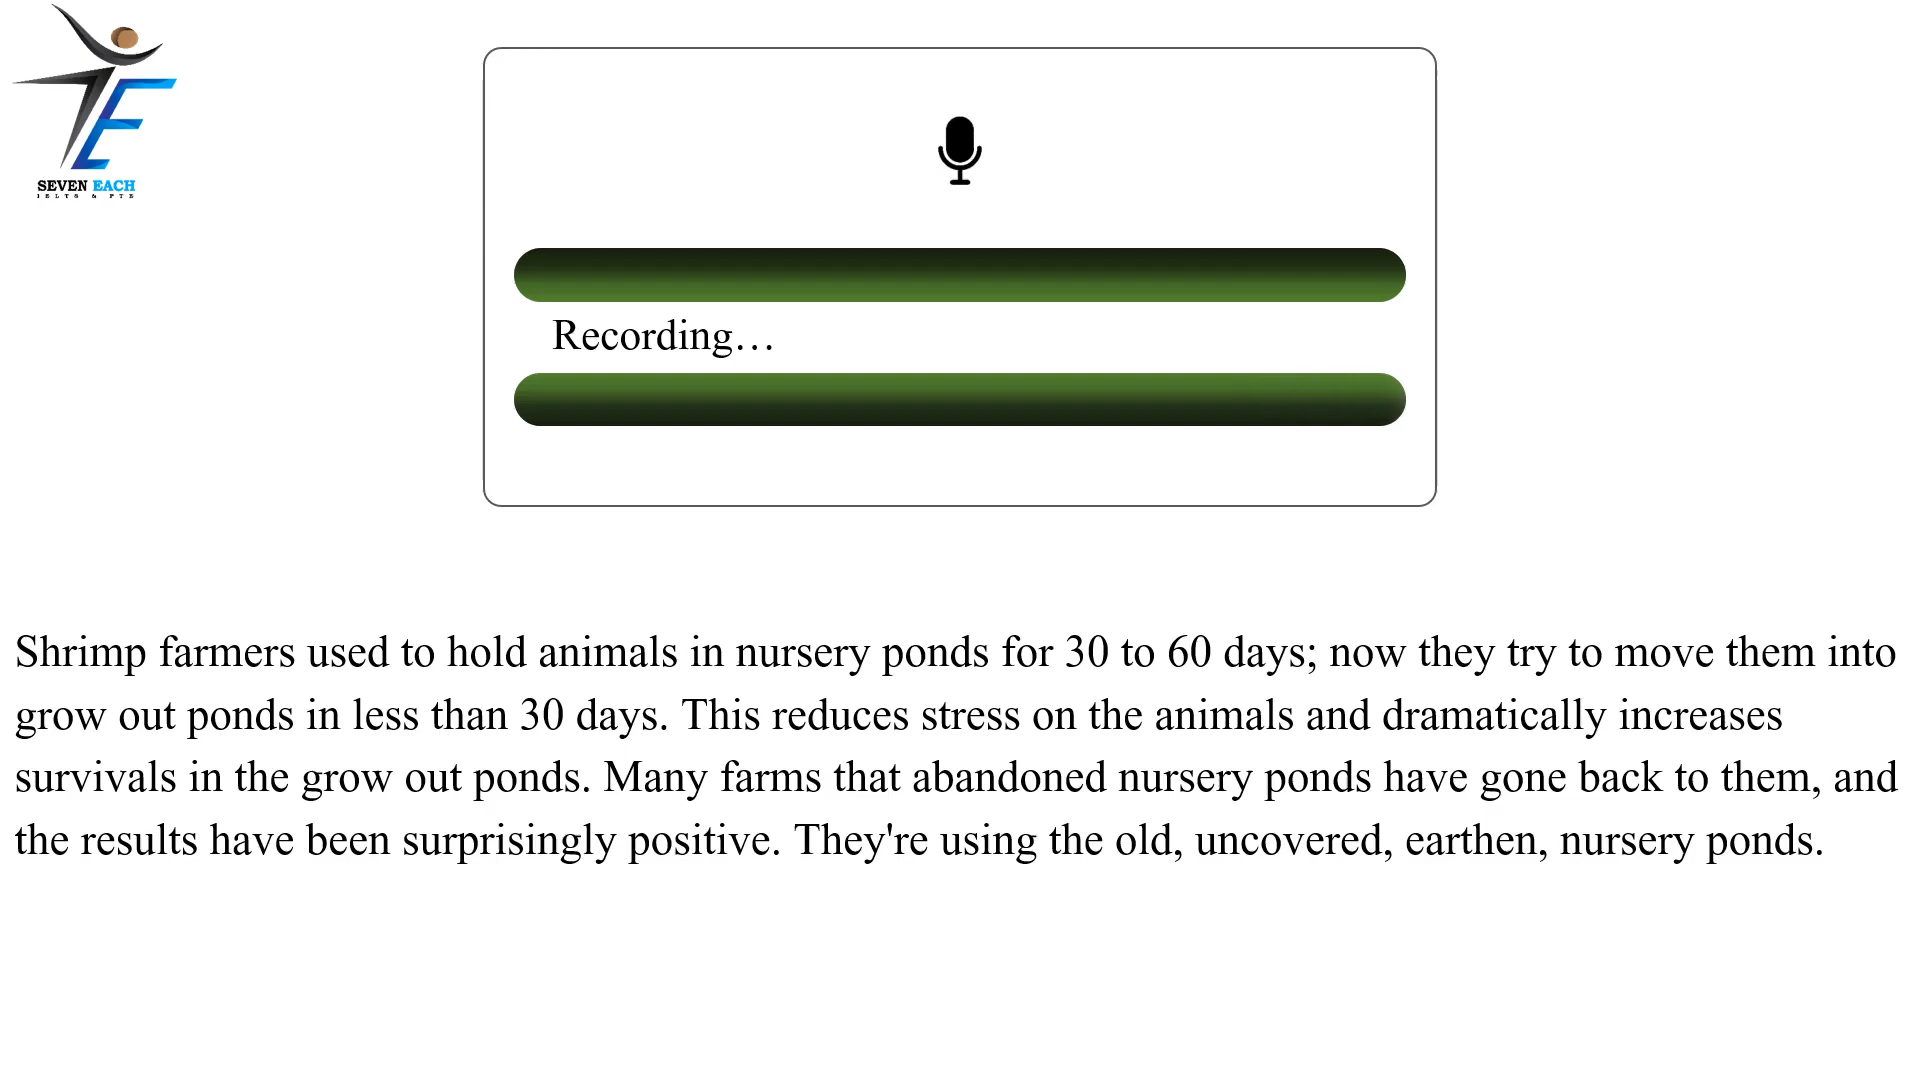 SEVEN EACH
IELTS & PTE
Recording…
Shrimp farmers used to hold animals in nursery ponds for 30 to 60 days; now they try to move them into
grow out ponds in less than 30 days. This reduces stress on the animals and dramatically increases
survivals in the grow out ponds. Many farms that abandoned nursery ponds have gone back to them, and
the results have been surprisingly positive. They're using the old, uncovered, earthen, nursery ponds.